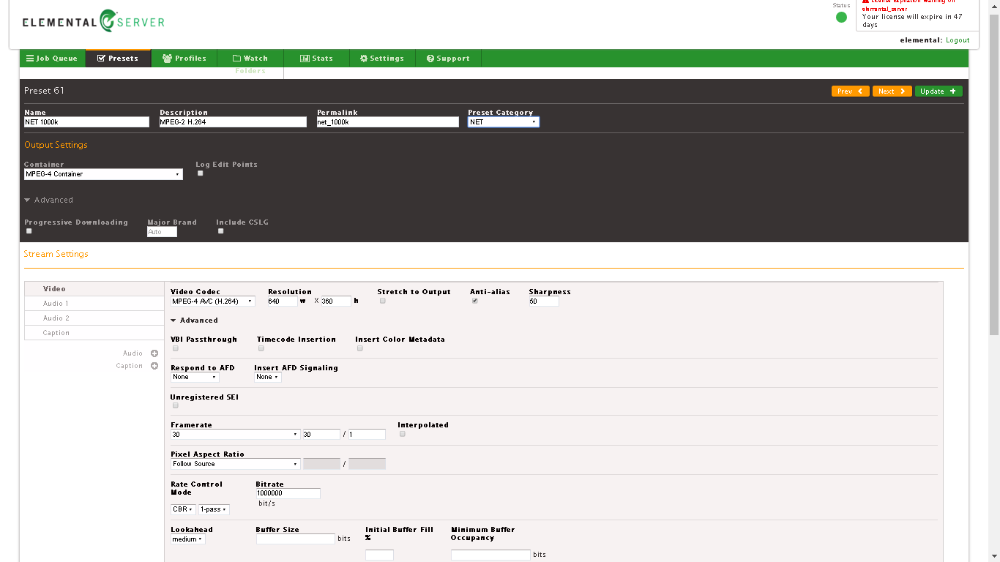 License Expiration Warning on
elemental_server
Your license will expire in 47
days
Status
ELEMENTAL SERVER
elemental: Logout
Job Queue Presets Profiles Watch Folders Stats Settings Support
Preset 61
Prev Next Update
Name Description Permalink Preset Category
NET 1000k MPEG-2 H.264 net_1000k NET
Output Settings
Container Log Edit Points
MPEG-4 Container
Advanced
Progressive Downloading Major Brand Include CSLG
Auto
Stream Settings
Video
Audio 1
Audio 2
Caption
Audio
Caption
Video Codec Resolution Stretch to Output Anti-alias Sharpness
MPEG-4 AVC (H.264) 640 w X 360 h 50
Advanced
VBI Passthrough Timecode Insertion Insert Color Metadata
Respond to AFD Insert AFD Signaling
None None
Unregistered SEI
Framerate Interpolated
30 30 / 1
Pixel Aspect Ratio
Follow Source /
Rate Control Mode Bitrate
1000000
bit/s
CBR 1-pass
Lookahead Buffer Size Initial Buffer Fill % Minimum Buffer Occupancy
medium bits
bits